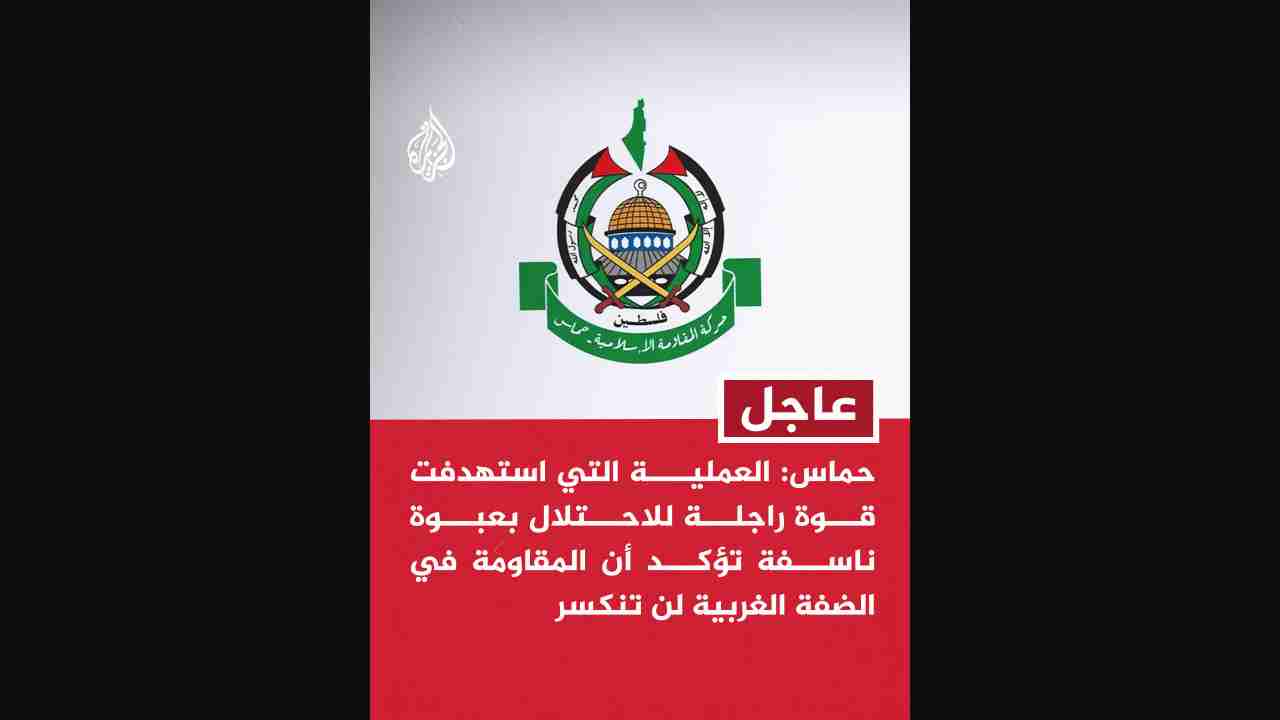 الجزيرة
فلسطين
حركة المقاومة الإسلامية - حماس
عاجل
حماس: العملية التي استهدفت
قوة راجلة للاحتلال بعبوة
ناسفة تؤكد أن المقاومة في
الضفة الغربية لن تنكسر